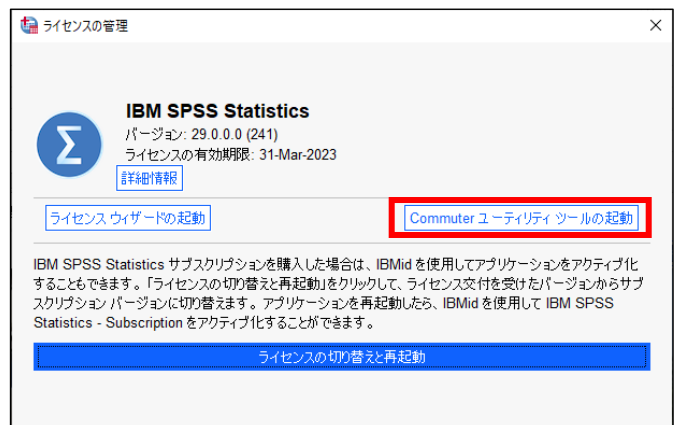 ライセンスの管理
IBM SPSS Statistics
バージョン: 29.0.0.0 (241)
ライセンスの有効期限: 31-Mar-2023
詳細情報
ライセンス ウィザードの起動
Commuter ユーティリティ ツールの起動
IBM SPSS Statistics サブスクリプションを購入した場合は、IBMid を使用してアプリケーションをアクティブ化
することもできます。「ライセンスの切り替えと再起動」をクリックして、ライセンス交付を受けたバージョンからサブ
スクリプション バージョンに切り替えます。アプリケーションを再起動したら、IBMid を使用して IBM SPSS
Statistics - Subscription をアクティブ化することができます。
ライセンスの切り替えと再起動